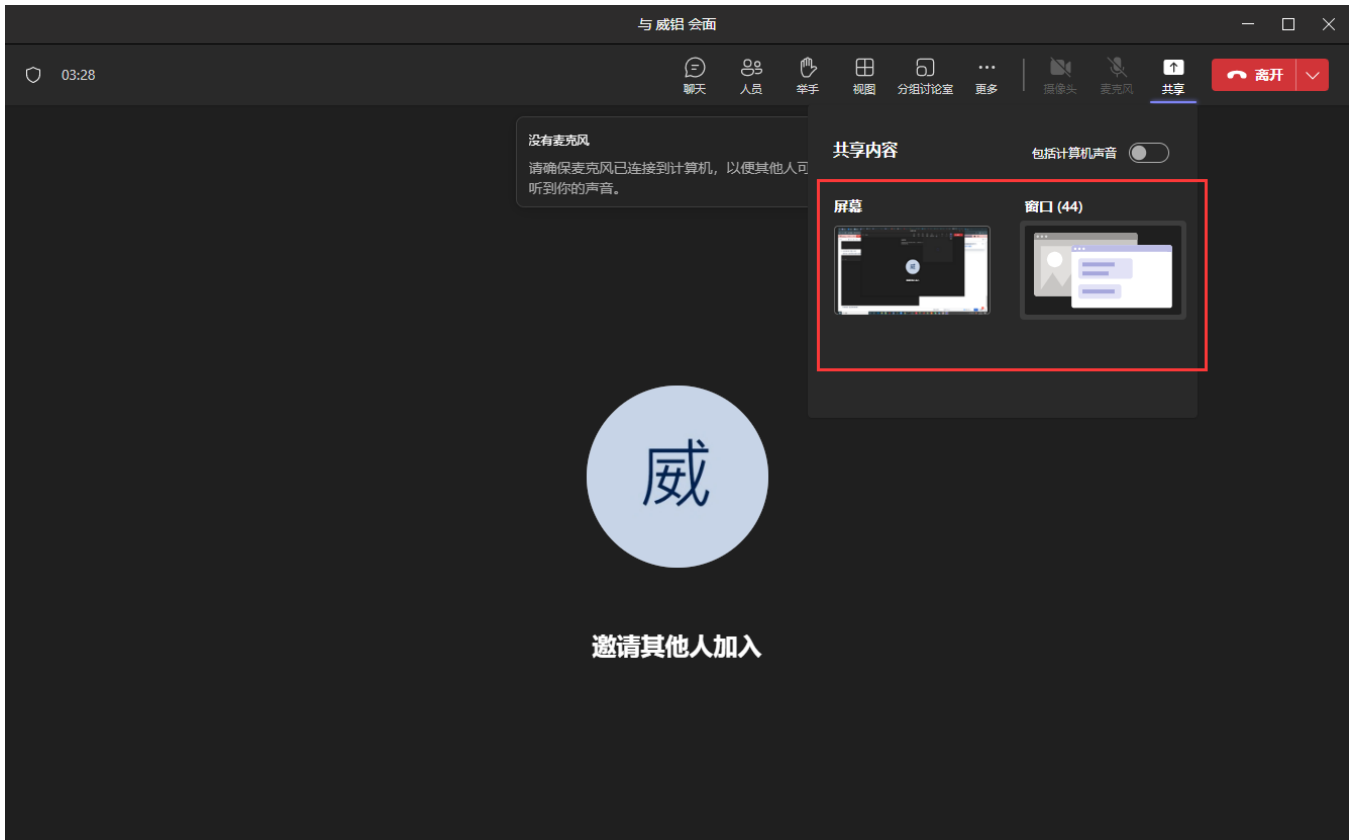 与 威铝 会面
03:28
聊天
人员
举手
视图
分组讨论室
更多
摄像头
麦克风
共享
离开
没有麦克风
请确保麦克风已连接到计算机，以便其他人可
听到你的声音。
共享内容
包括计算机声音
屏幕
窗口 (44)
威
邀请其他人加入